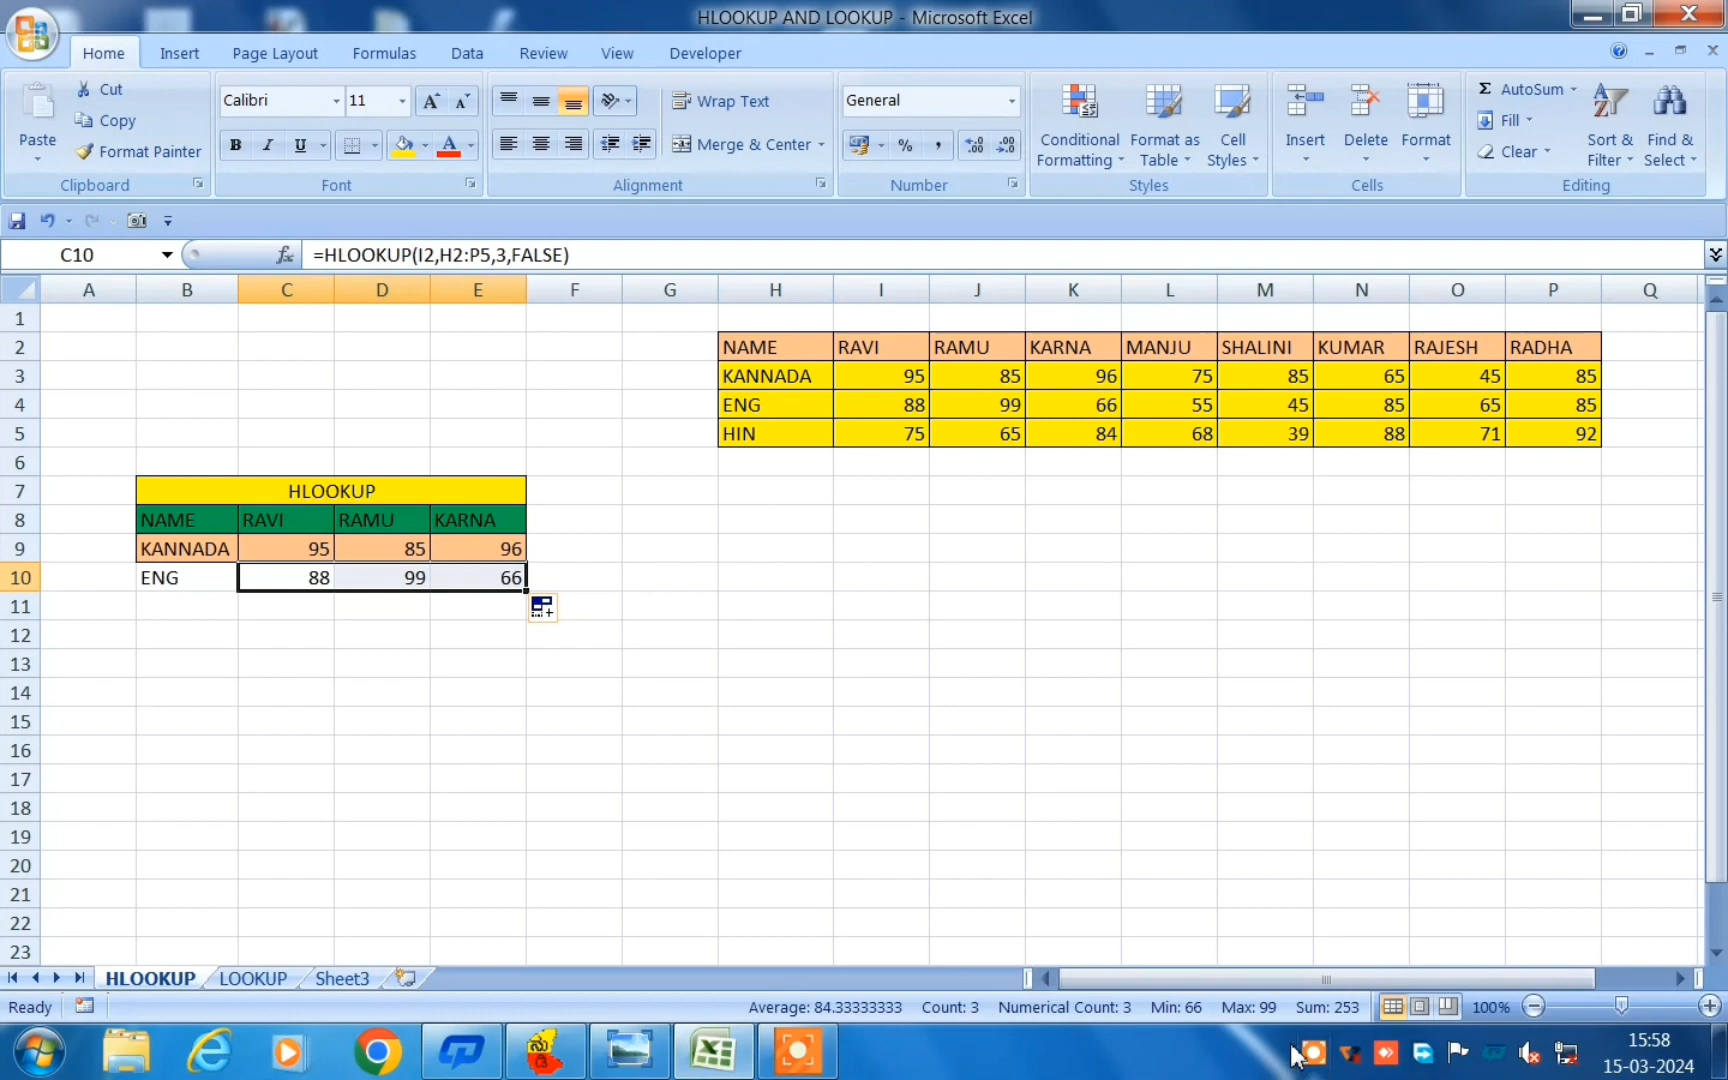 HLOOKUP AND LOOKUP - Microsoft Excel
Home Insert Page Layout Formulas Data Review View Developer
Paste Cut Copy Format Painter Clipboard
Calibri 11 B I U A Font
Wrap Text Merge & Center Alignment
General % , Number
Conditional Formatting Format as Table Cell Styles Styles
Insert Delete Format Cells
Σ AutoSum Fill Clear Sort & Filter Find & Select Editing
C10 fx =HLOOKUP(I2,H2:P5,3,FALSE)
A B C D E F G H I J K L M N O P Q
1
2 NAME RAVI RAMU KARNA MANJU SHALINI KUMAR RAJESH RADHA
3 KANNADA 95 85 96 75 85 65 45 85
4 ENG 88 99 66 55 45 85 65 85
5 HIN 75 65 84 68 39 88 71 92
6
7 HLOOKUP
8 NAME RAVI RAMU KARNA
9 KANNADA 95 85 96
10 ENG 88 99 66
11
12
13
14
15
16
17
18
19
20
21
22
23
HLOOKUP LOOKUP Sheet3
Ready Average: 84.33333333 Count: 3 Numerical Count: 3 Min: 66 Max: 99 Sum: 253 100%
15:58
15-03-2024